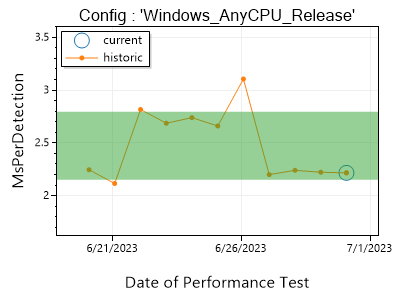 Config : 'Windows_AnyCPU_Release'
current
historic
MsPerDetection
3.5
3
2.5
2
6/21/2023
6/26/2023
7/1/2023
Date of Performance Test